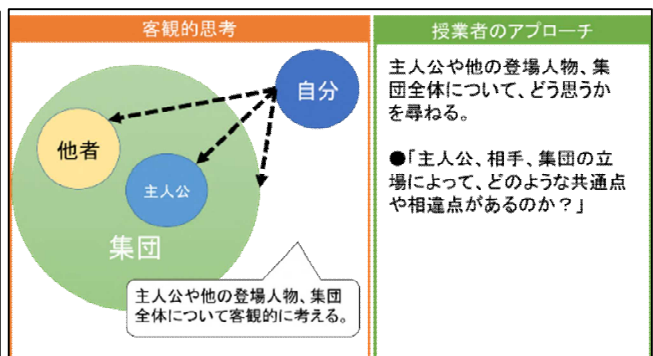 客観的思考
自分
他者
主人公
集団
主人公や他の登場人物、集団
全体について客観的に考える。
授業者のアプローチ
主人公や他の登場人物、集
団全体について、どう思うか
を尋ねる。
●「主人公、相手、集団の立
場によって、どのような共通点
や相違点があるのか？」